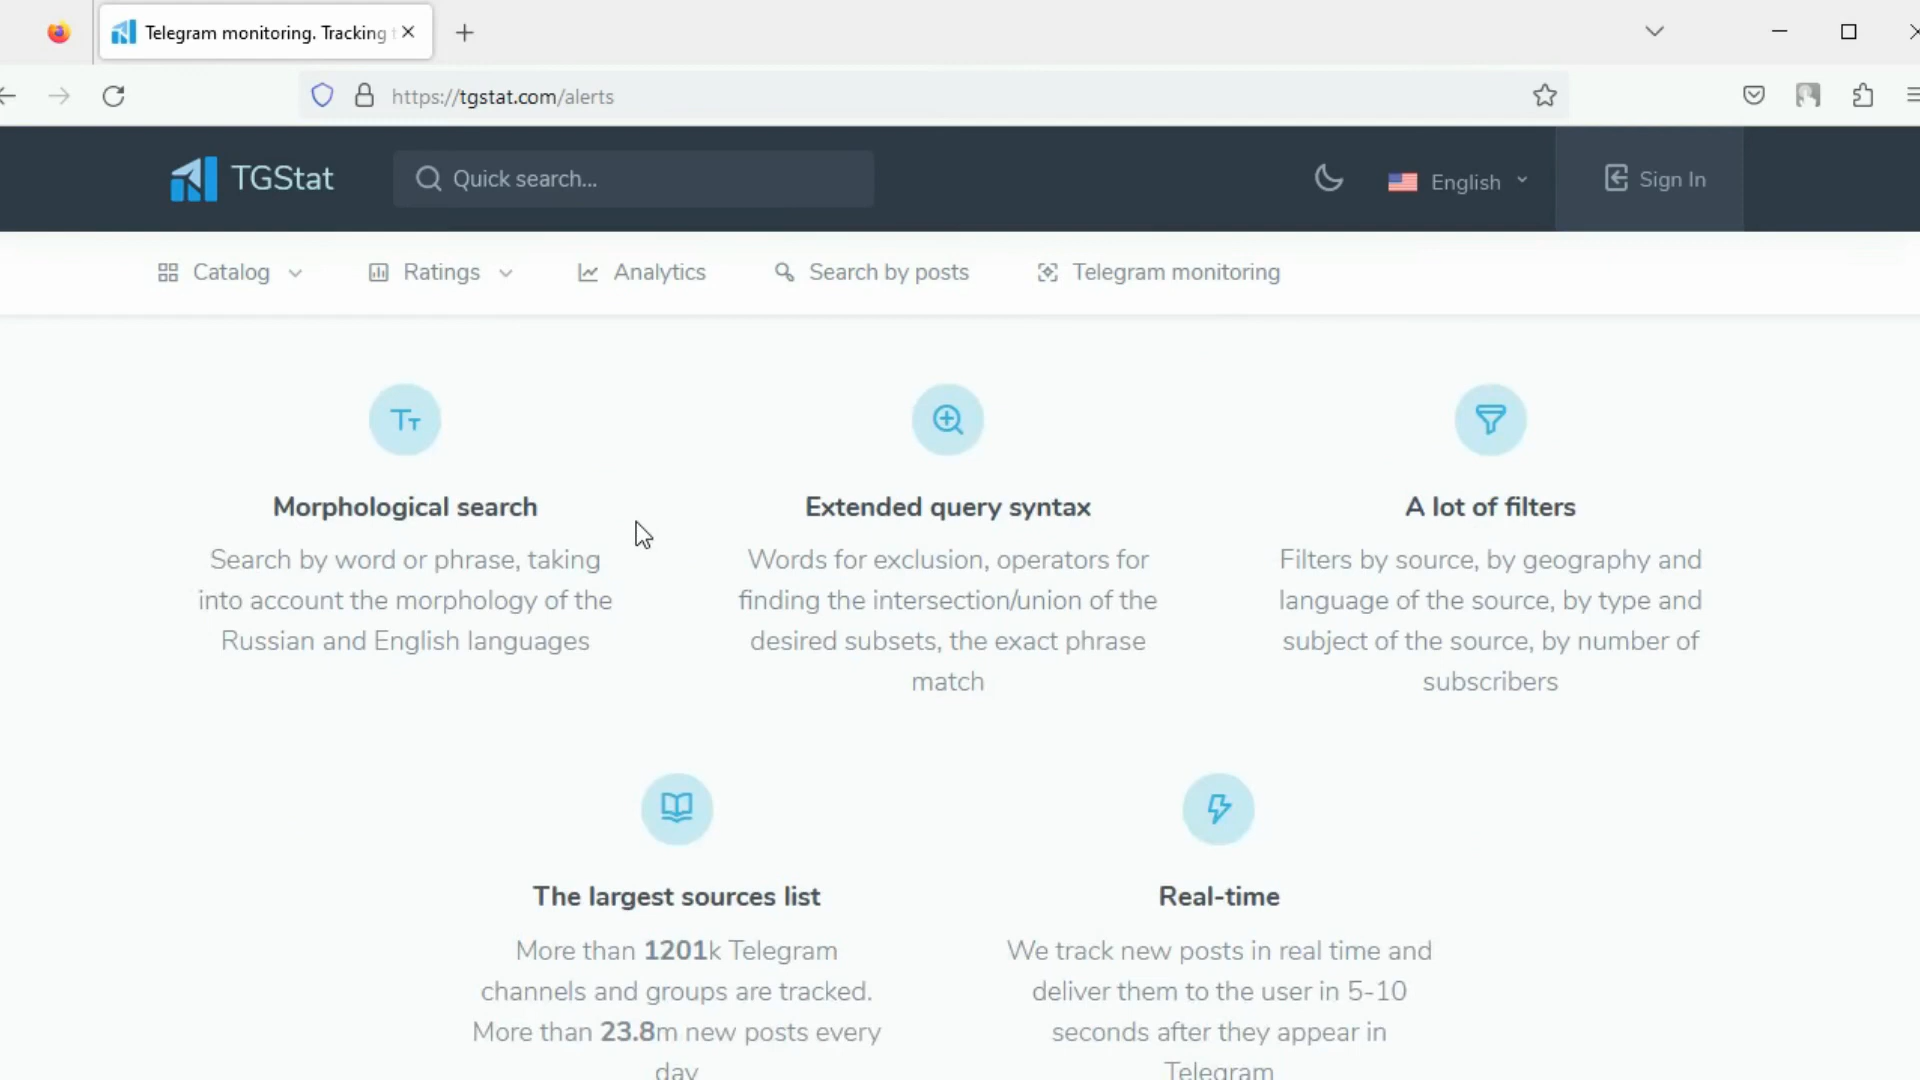 Telegram monitoring. Tracking
https://tgstat.com/alerts
TGStat
Quick search...
English
Sign In
Catalog
Ratings
Analytics
Search by posts
Telegram monitoring
Tт
Morphological search
Search by word or phrase, taking
into account the morphology of the
Russian and English languages
Extended query syntax
Words for exclusion, operators for
finding the intersection/union of the
desired subsets, the exact phrase
match
A lot of filters
Filters by source, by geography and
language of the source, by type and
subject of the source, by number of
subscribers
The largest sources list
More than 1201k Telegram
channels and groups are tracked.
More than 23.8m new posts every
day
Real-time
We track new posts in real time and
deliver them to the user in 5-10
seconds after they appear in
Telegram